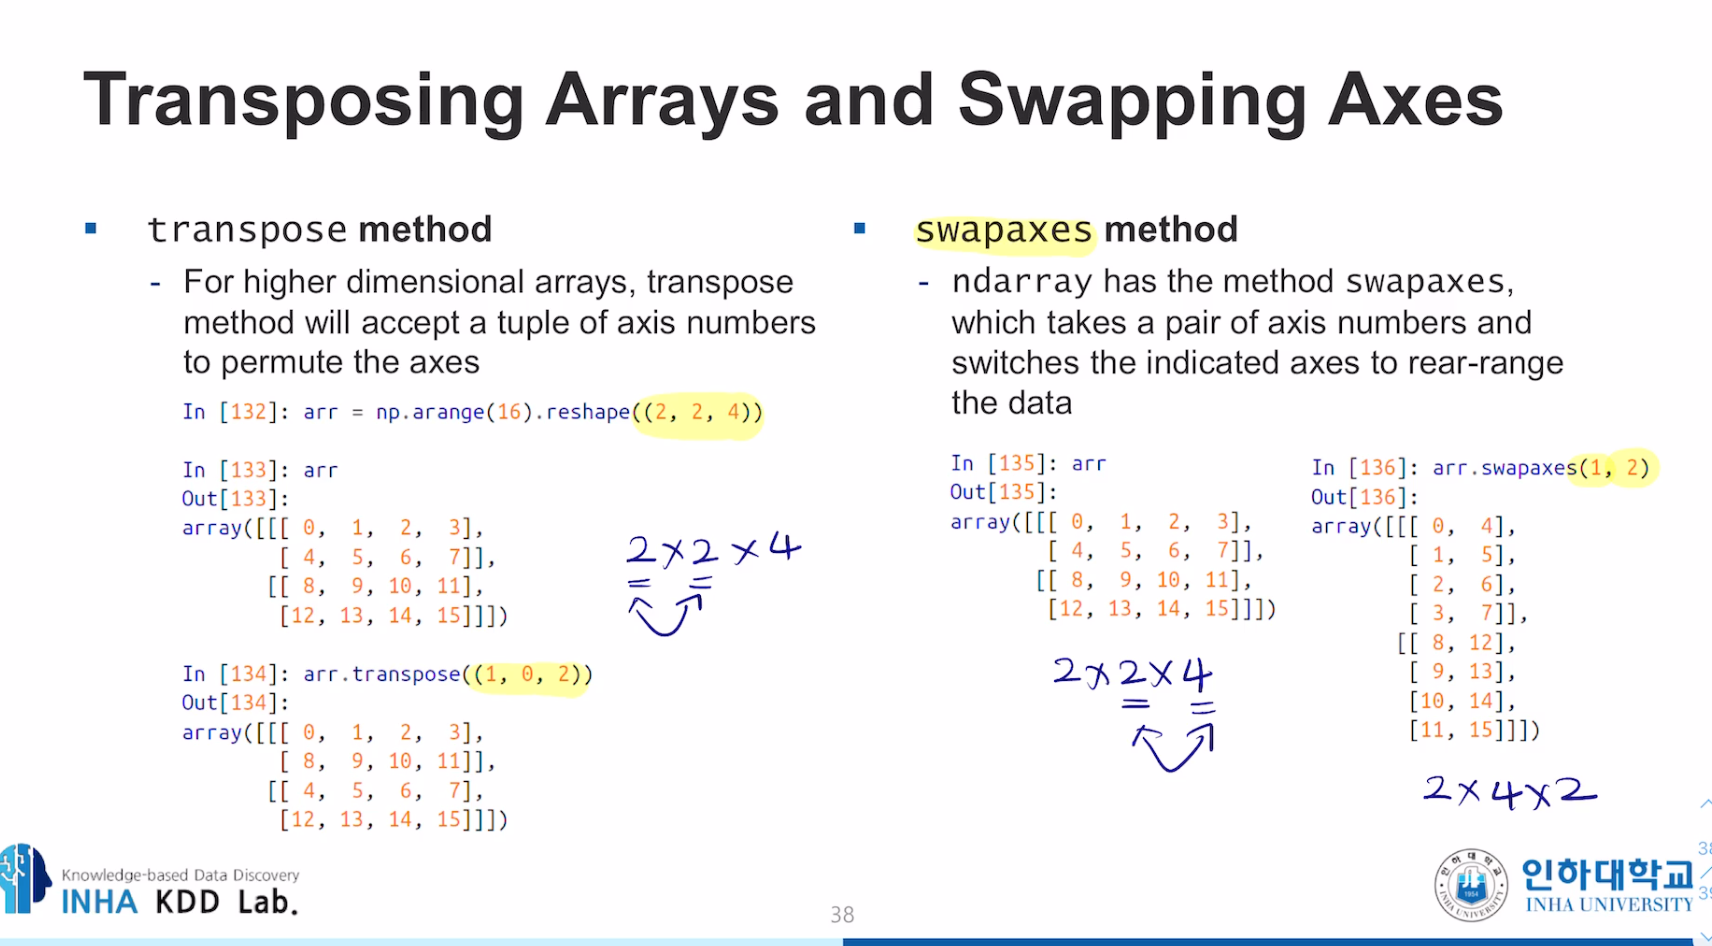 Transposing Arrays and Swapping Axes
▪ transpose method
- For higher dimensional arrays, transpose
method will accept a tuple of axis numbers
to permute the axes
In [132]: arr = np.arange(16).reshape((2, 2, 4))
In [133]: arr
Out[133]:
array([[[ 0, 1, 2, 3],
[ 4, 5, 6, 7]],
[[ 8, 9, 10, 11],
[12, 13, 14, 15]]])
2×2×4
In [134]: arr.transpose((1, 0, 2))
Out[134]:
array([[[ 0, 1, 2, 3],
[ 8, 9, 10, 11]],
[[ 4, 5, 6, 7],
[12, 13, 14, 15]]])
▪ swapaxes method
- ndarray has the method swapaxes,
which takes a pair of axis numbers and
switches the indicated axes to rear-range
the data
In [135]: arr
Out[135]:
array([[[ 0, 1, 2, 3],
[ 4, 5, 6, 7]],
[[ 8, 9, 10, 11],
[12, 13, 14, 15]]])
2×2×4
In [136]: arr.swapaxes(1, 2)
Out[136]:
array([[[ 0, 4],
[ 1, 5],
[ 2, 6],
[ 3, 7]],
[[ 8, 12],
[ 9, 13],
[10, 14],
[11, 15]]])
2×4×2
Knowledge-based Data Discovery
INHA KDD Lab.
38
인하대학교
1954
INHA UNIVERSITY
인하대학교
INHA UNIVERSITY